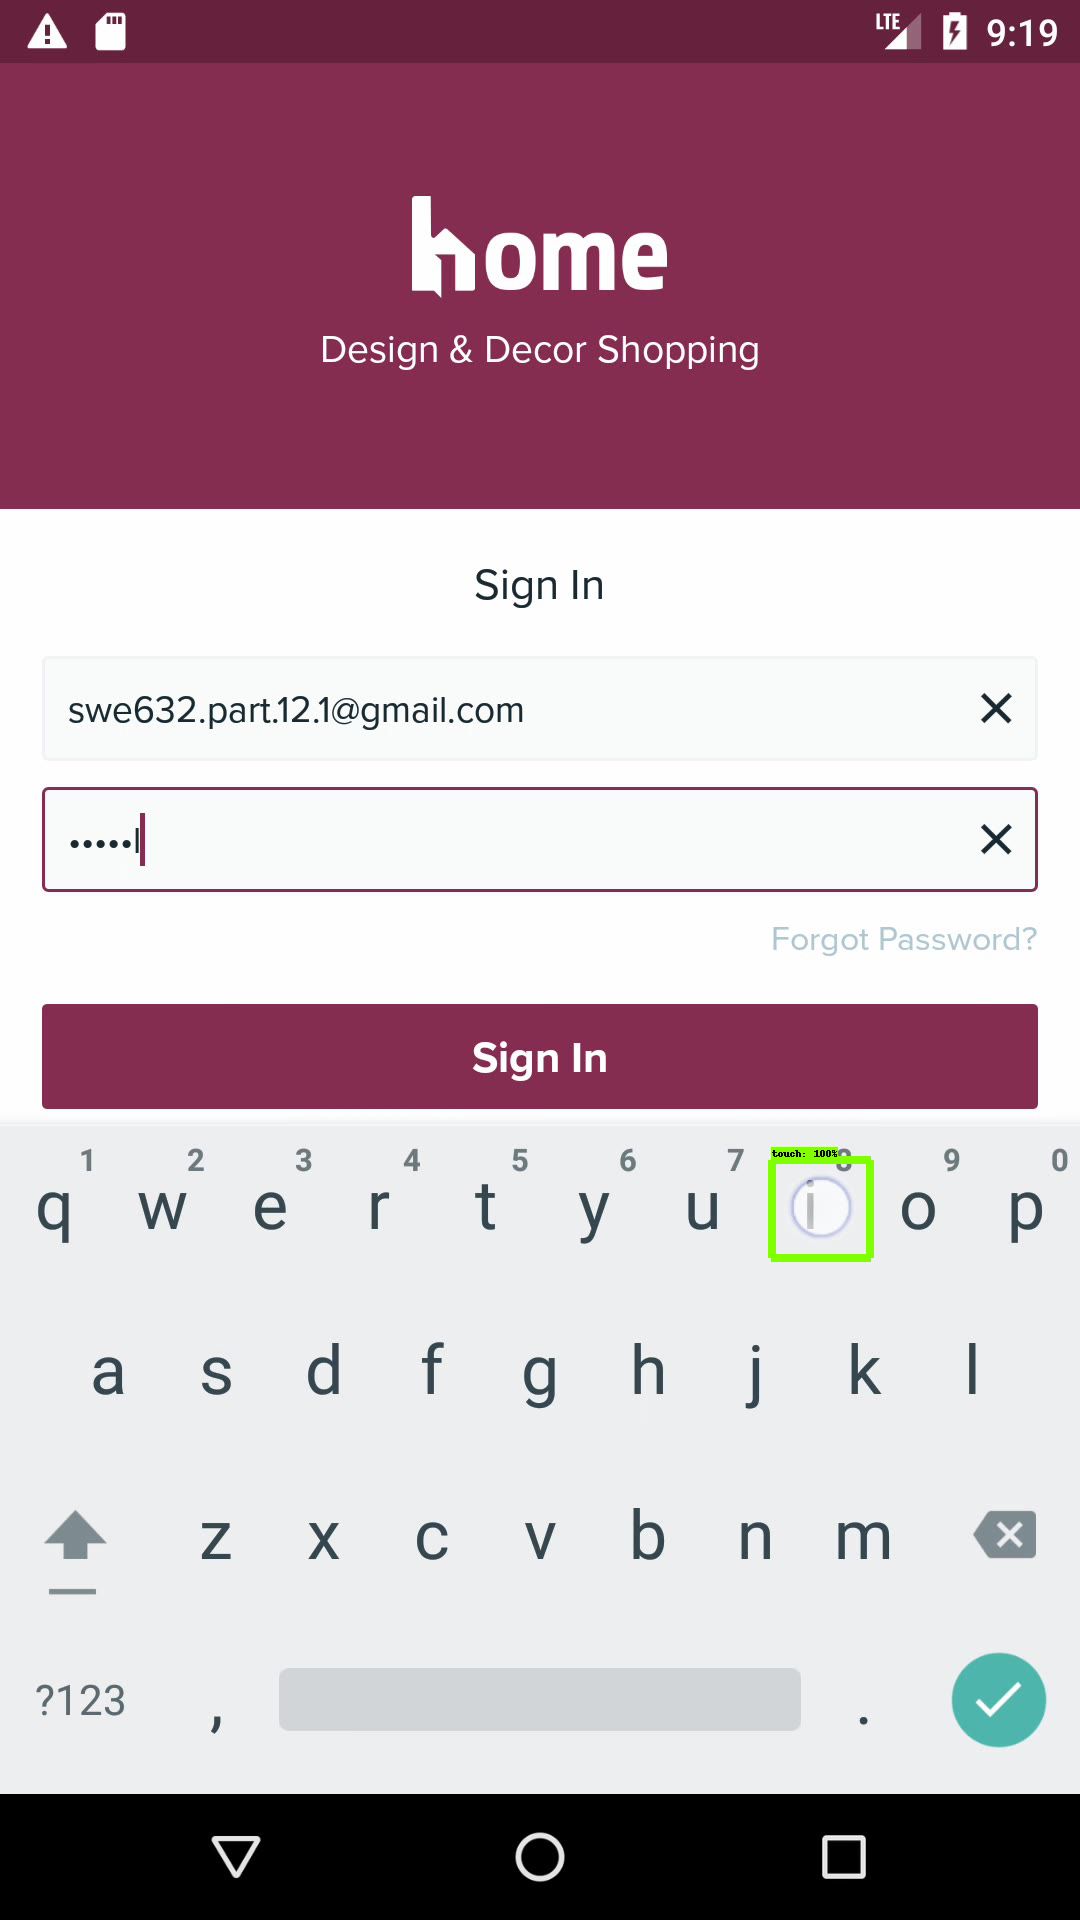 LTE 9:19
home
Design & Decor Shopping
Sign In
swe632.part.12.1@gmail.com
•••••l
Forgot Password?
Sign In
touch: 100%
1 2 3 4 5 6 7 8 9 0
q w e r t y u i o p
a s d f g h j k l
z x c v b n m
?123 , .